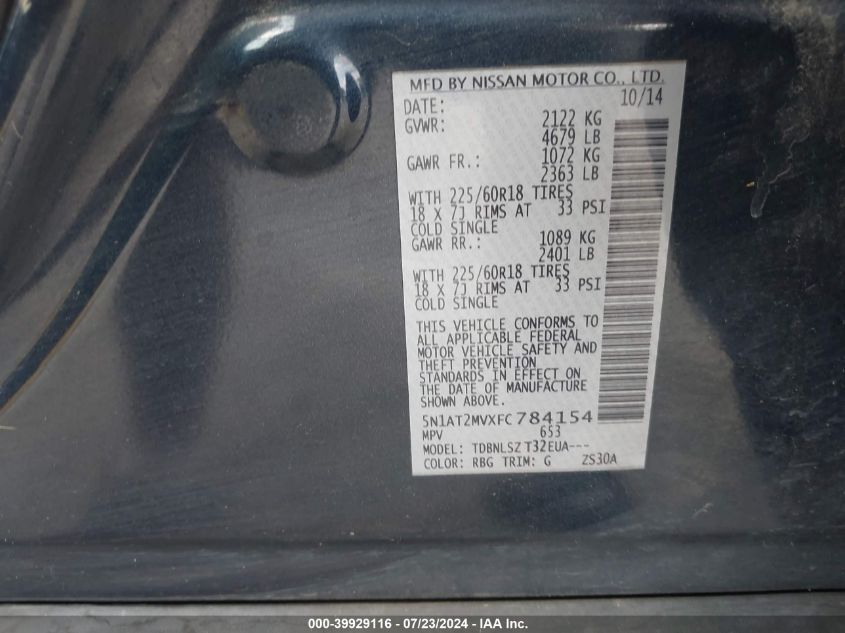 MFD BY NISSAN MOTOR CO., LTD.
DATE: 10/14
GVWR: 2122 KG
4679 LB
GAWR FR.: 1072 KG
2363 LB
WITH 225/60R18 TIRES
18 X 7J RIMS AT 33 PSI
COLD SINGLE
GAWR RR.: 1089 KG
2401 LB
WITH 225/60R18 TIRES
18 X 7J RIMS AT 33 PSI
COLD SINGLE
THIS VEHICLE CONFORMS TO
ALL APPLICABLE FEDERAL
MOTOR VEHICLE SAFETY AND
THEFT PREVENTION
STANDARDS IN EFFECT ON
THE DATE OF MANUFACTURE
SHOWN ABOVE.
5N1AT2MVXFC784154
MPV 653
MODEL: TDBNLSZ T32EUA---
COLOR: RBG TRIM: G ZS30A
000-39929116 - 07/23/2024 - IAA Inc.